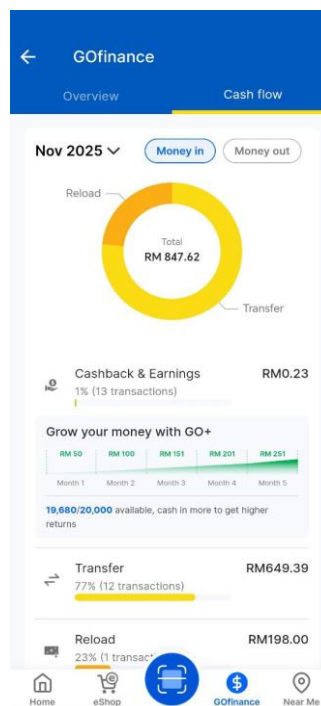 GOfinance
Overview
Cash flow
Nov 2025
Money in
Money out
Reload
Total
RM 847.62
Transfer
Cashback & Earnings
RM0.23
1% (13 transactions)
Grow your money with GO+
RM 50 RM 100 RM 151 RM 201 RM 251
Month 1 Month 2 Month 3 Month 4 Month 5
19,680/20,000 available, cash in more to get higher
returns
Transfer
RM649.39
77% (12 transactions)
Reload
RM198.00
23% (1
Home
eShop
GOfinance
Near Me